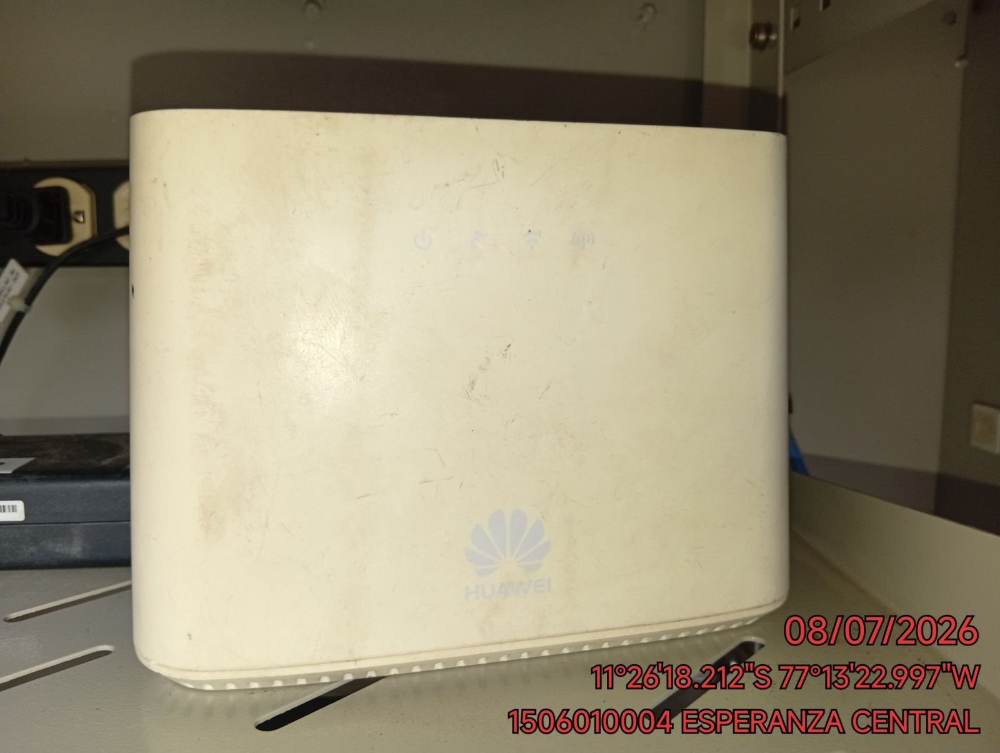 HUAWEI
08/07/2026
11°26'18.212"S 77°13'22.997"W
1506010004 ESPERANZA CENTRAL